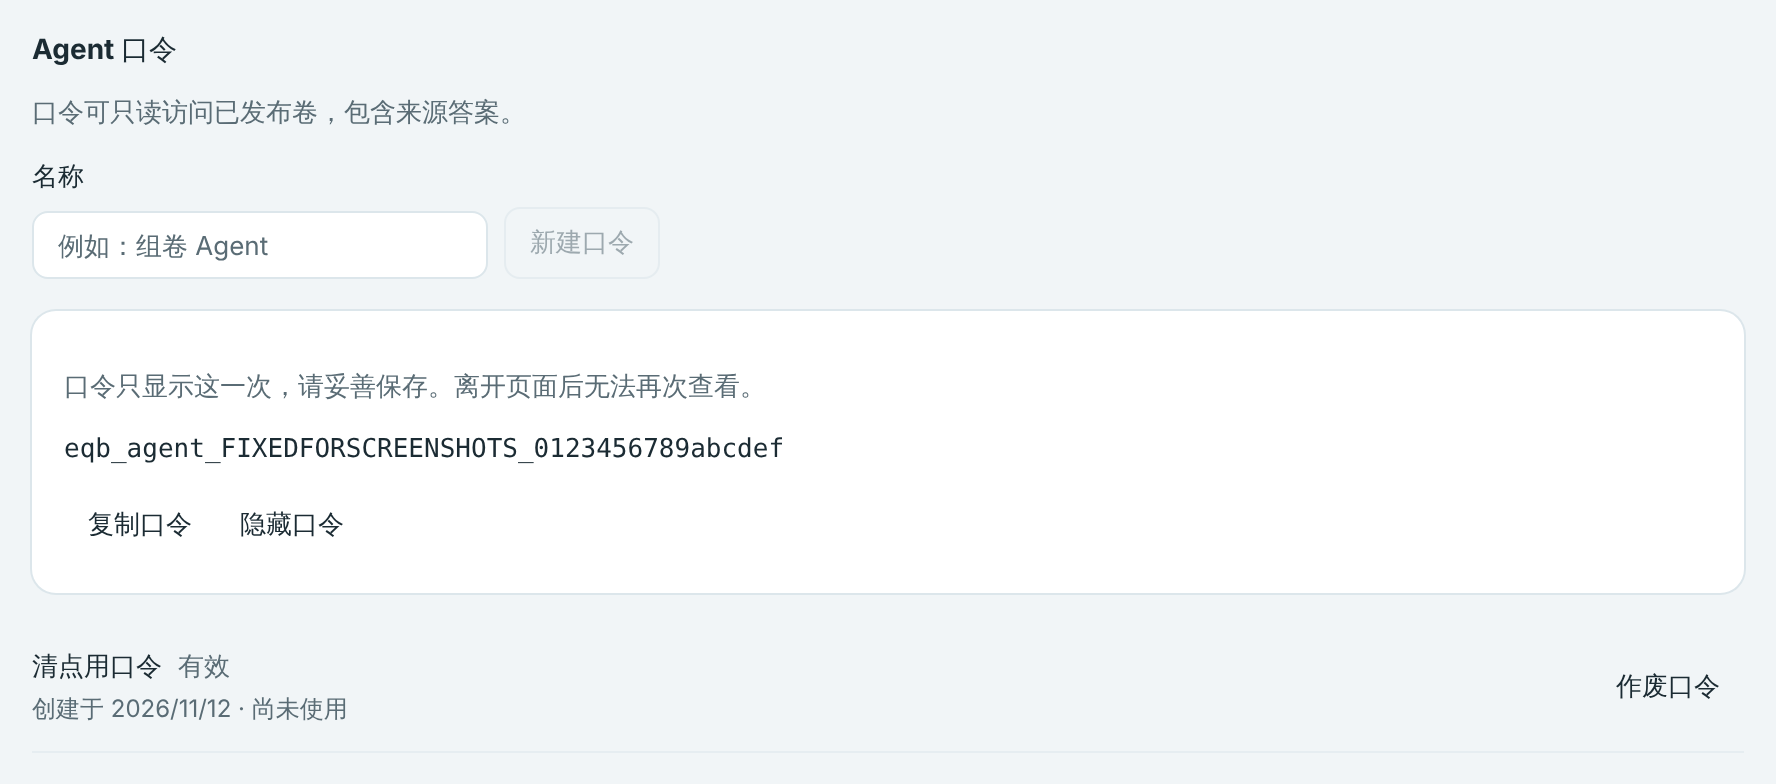 Agent 口令
口令可只读访问已发布卷，包含来源答案。
名称
例如：组卷 Agent
新建口令
口令只显示这一次，请妥善保存。离开页面后无法再次查看。
eqb_agent_FIXEDFORSCREENSHOTS_0123456789abcdef
复制口令 隐藏口令
清点用口令 有效
创建于 2026/11/12 · 尚未使用
作废口令